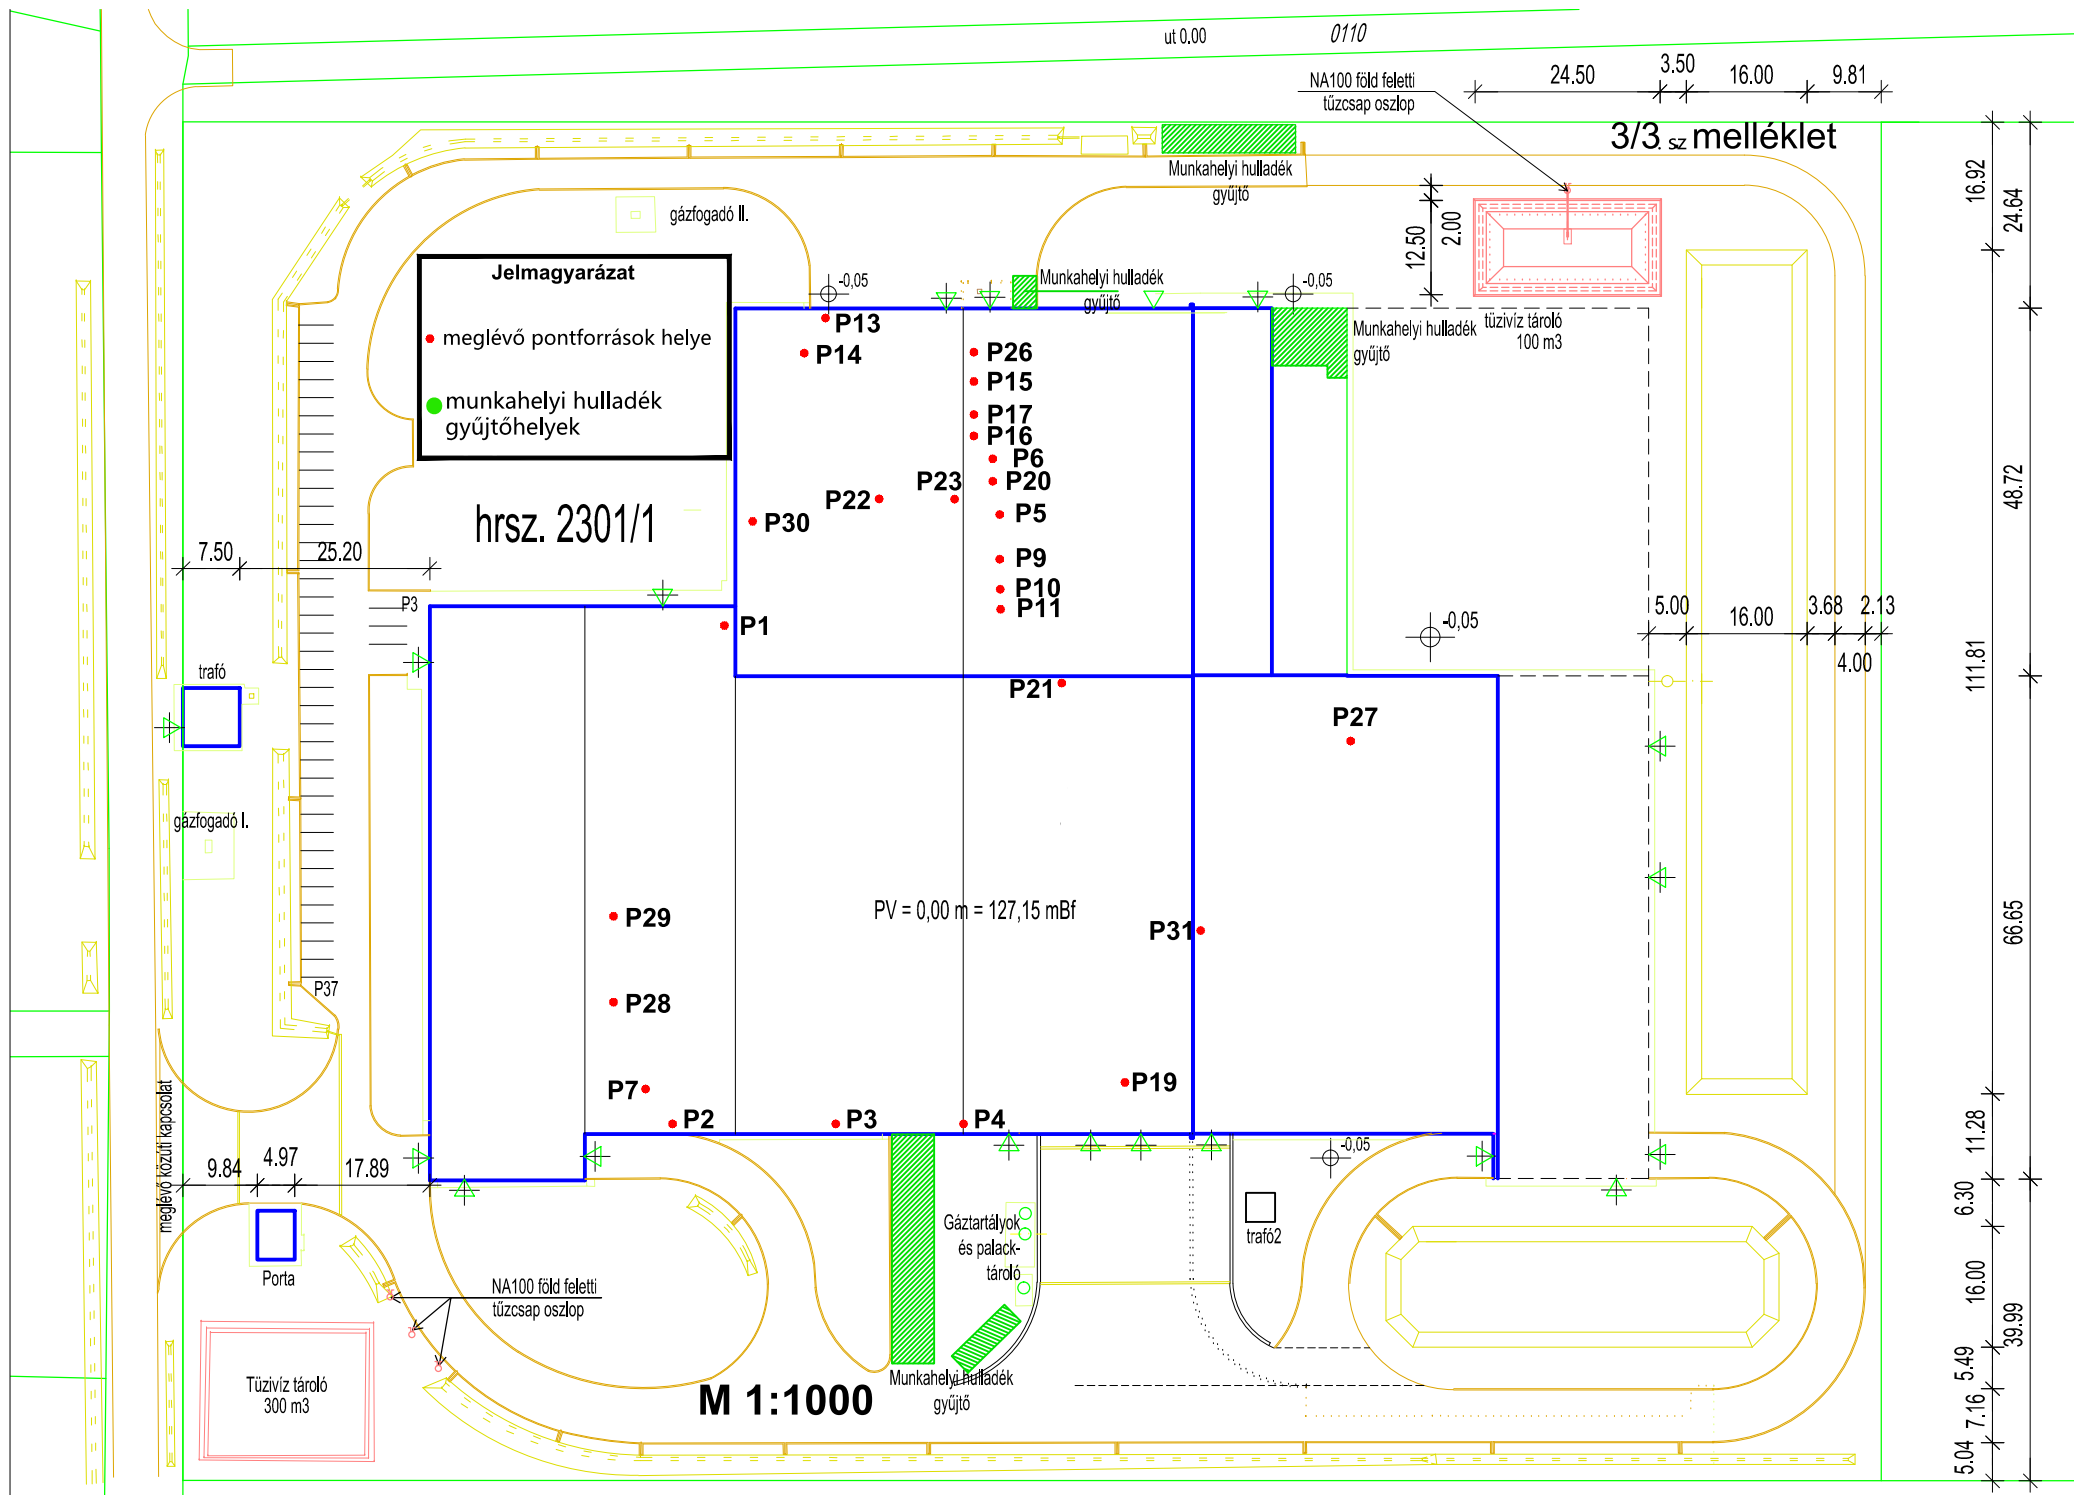 ut 0.00
0110
NA100 föld feletti
tűzcsap oszlop
24.50
3.50
16.00
9.81
3/3. sz melléklet
Munkahelyi hulladék
gyűjtő
16.92
24.64
gázfogadó II.
12.50
2.00
Jelmagyarázat
meglévő pontforrások helye
munkahelyi hulladék
gyűjtőhelyek
-0,05
Munkahelyi hulladék
gyűjtő
-0,05
Munkahelyi hulladék
gyűjtő
tüzivíz tároló
100 m3
P13
P14
P26
P15
P17
P16
P6
P20
P23
P22
P5
P30
P9
P10
P11
hrsz. 2301/1
48.72
7.50
25.20
P3
P1
-0,05
5.00
16.00
3.68
2.13
4.00
111.81
trafó
P21
P27
gázfogadó I.
P29
PV = 0,00 m = 127,15 mBf
P31
66.65
P37
P28
P7
P2
P3
P4
P19
meglévő közúti kapcsolat
9.84
4.97
17.89
-0,05
11.28
6.30
Gáztartályok
és palack-
tároló
trafó2
Porta
NA100 föld feletti
tűzcsap oszlop
16.00
39.99
Tüzivíz tároló
300 m3
M 1:1000
Munkahelyi hulladék
gyűjtő
5.49
7.16
5.04